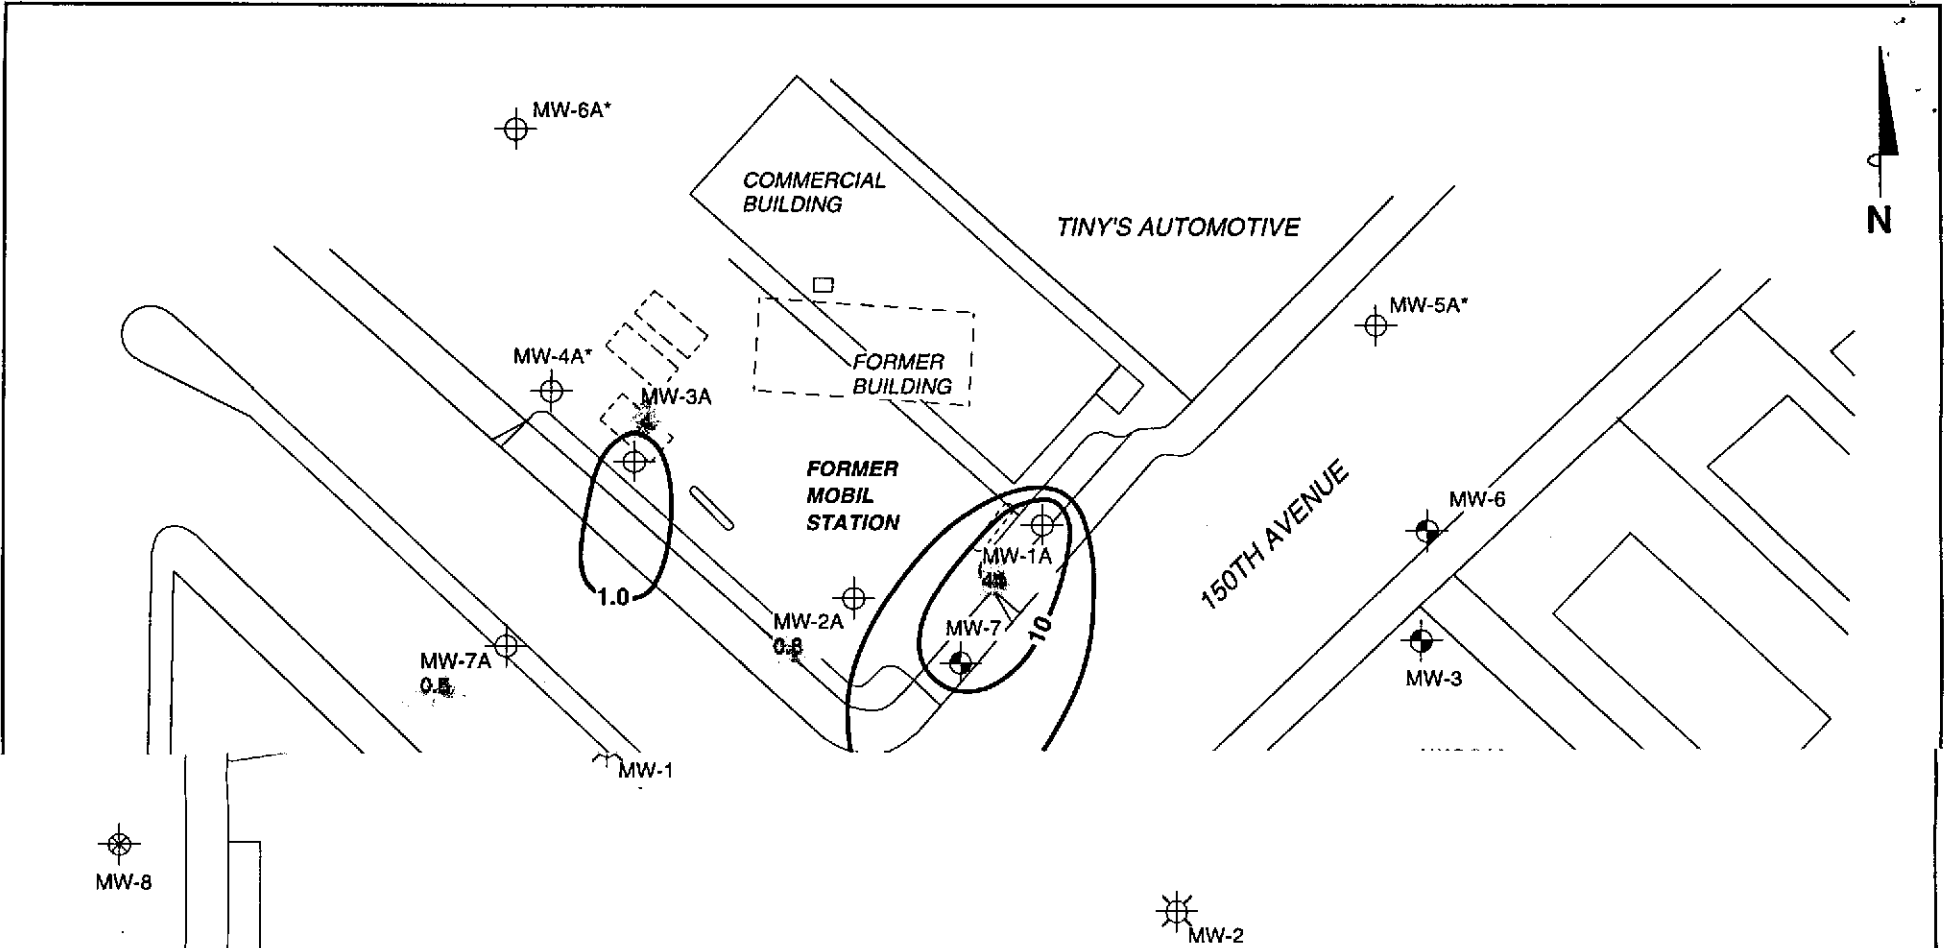 MW-6A*
COMMERCIAL
BUILDING
TINY'S AUTOMOTIVE
N
MW-5A*
MW-4A*
FORMER
BUILDING
MW-3A
FORMER
MOBIL
STATION
150TH AVENUE
MW-6
MW-1A
1.0
MW-2A
MW-7
10
MW-7A
MW-3
MW-1
MW-8
MW-2